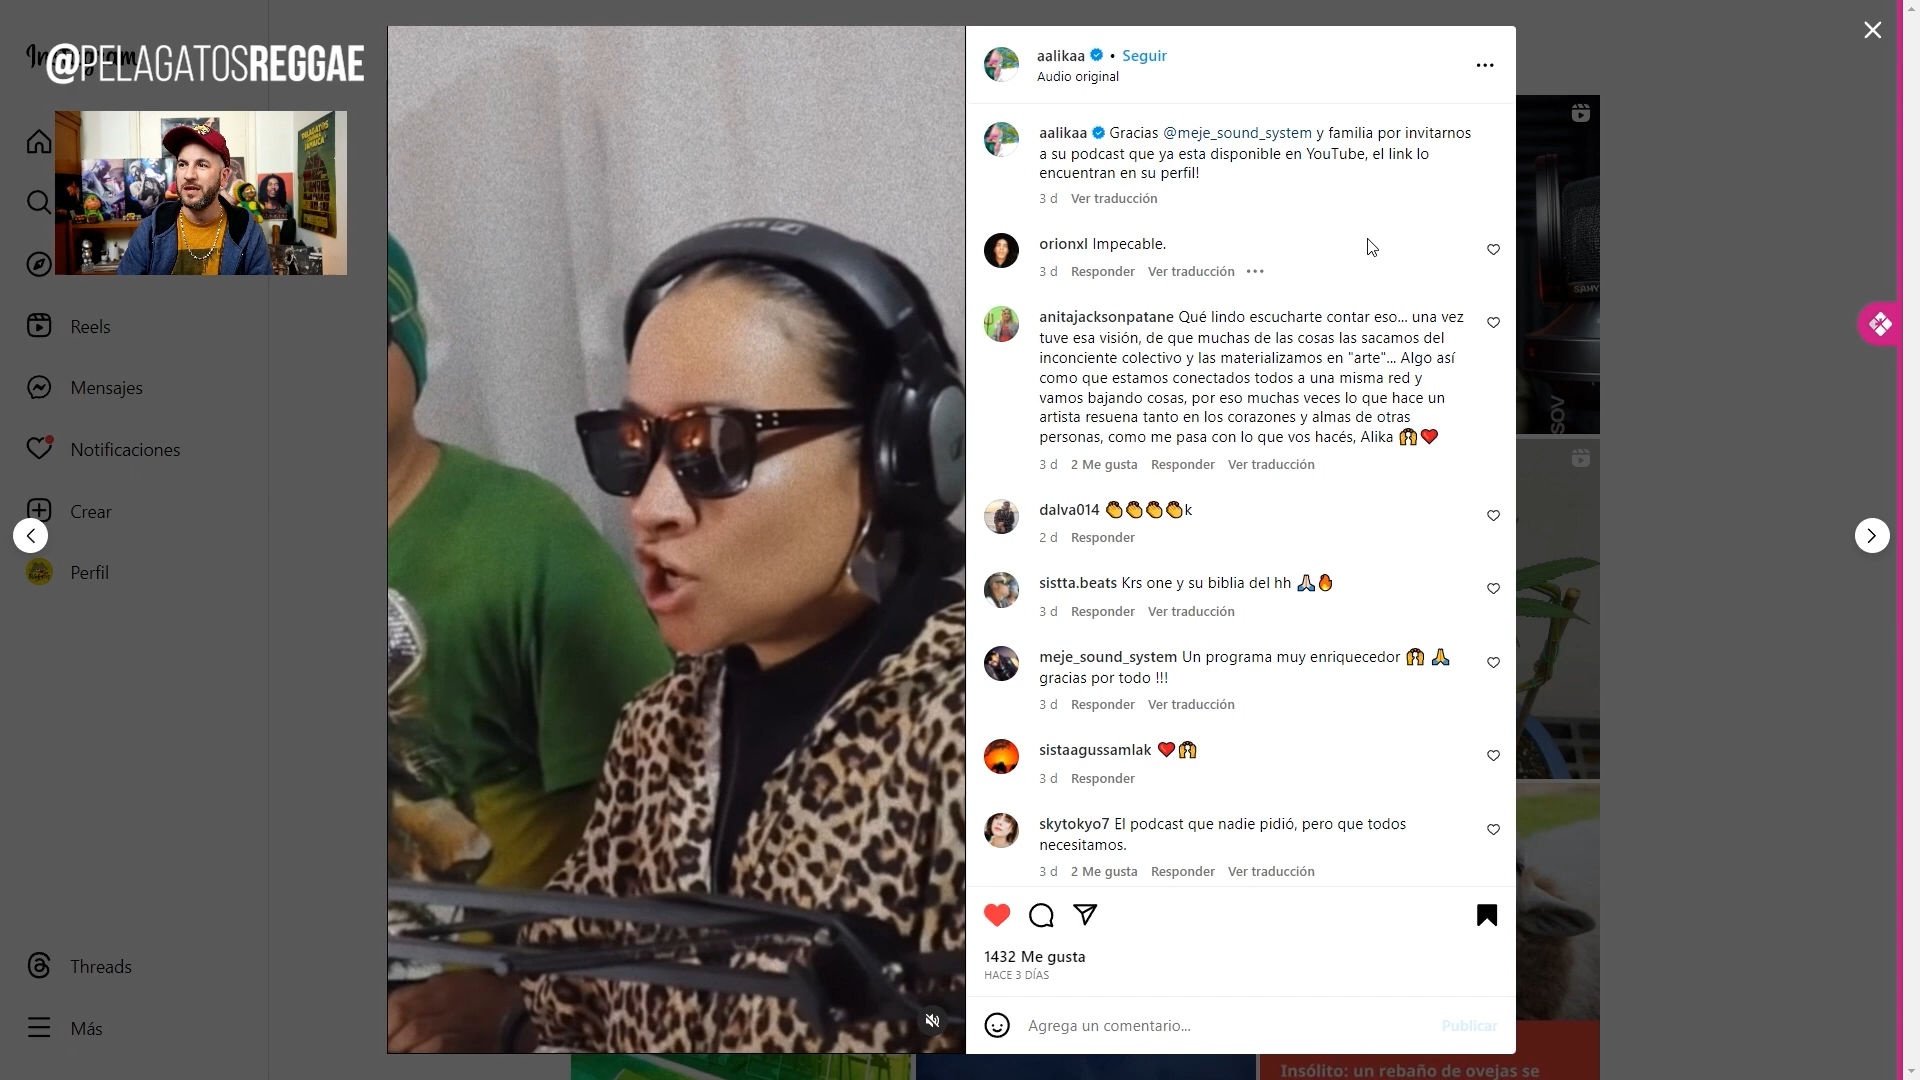 @PELAGATOSREGGAE
Instagram
Reels
Mensajes
Notificaciones
Crear
Perfil
Threads
Más
aalikaa • Seguir
Audio original
aalikaa Gracias @meje_sound_system y familia por invitarnos
a su podcast que ya esta disponible en YouTube, el link lo
encuentran en su perfil!
3 d Ver traducción
orionxl Impecable.
3 d Responder Ver traducción
anitajacksonpatane Qué lindo escucharte contar eso... una vez
tuve esa visión, de que muchas de las cosas las sacamos del
inconciente colectivo y las materializamos en "arte"... Algo así
como que estamos conectados todos a una misma red y
vamos bajando cosas, por eso muchas veces lo que hace un
artista resuena tanto en los corazones y almas de otras
personas, como me pasa con lo que vos hacés, Alika 🙌❤️
3 d 2 Me gusta Responder Ver traducción
dalva014 👏👏👏👏k
2 d Responder
sistta.beats Krs one y su biblia del hh 🙏🏻🔥
3 d Responder Ver traducción
meje_sound_system Un programa muy enriquecedor 🙌 🙏
gracias por todo !!!
3 d Responder Ver traducción
sistaagussamlak ❤️🙌
3 d Responder
skytokyo7 El podcast que nadie pidió, pero que todos
necesitamos.
3 d 2 Me gusta Responder Ver traducción
1432 Me gusta
HACE 3 DÍAS
Agrega un comentario...
Publicar
Insólito: un rebaño de ovejas se